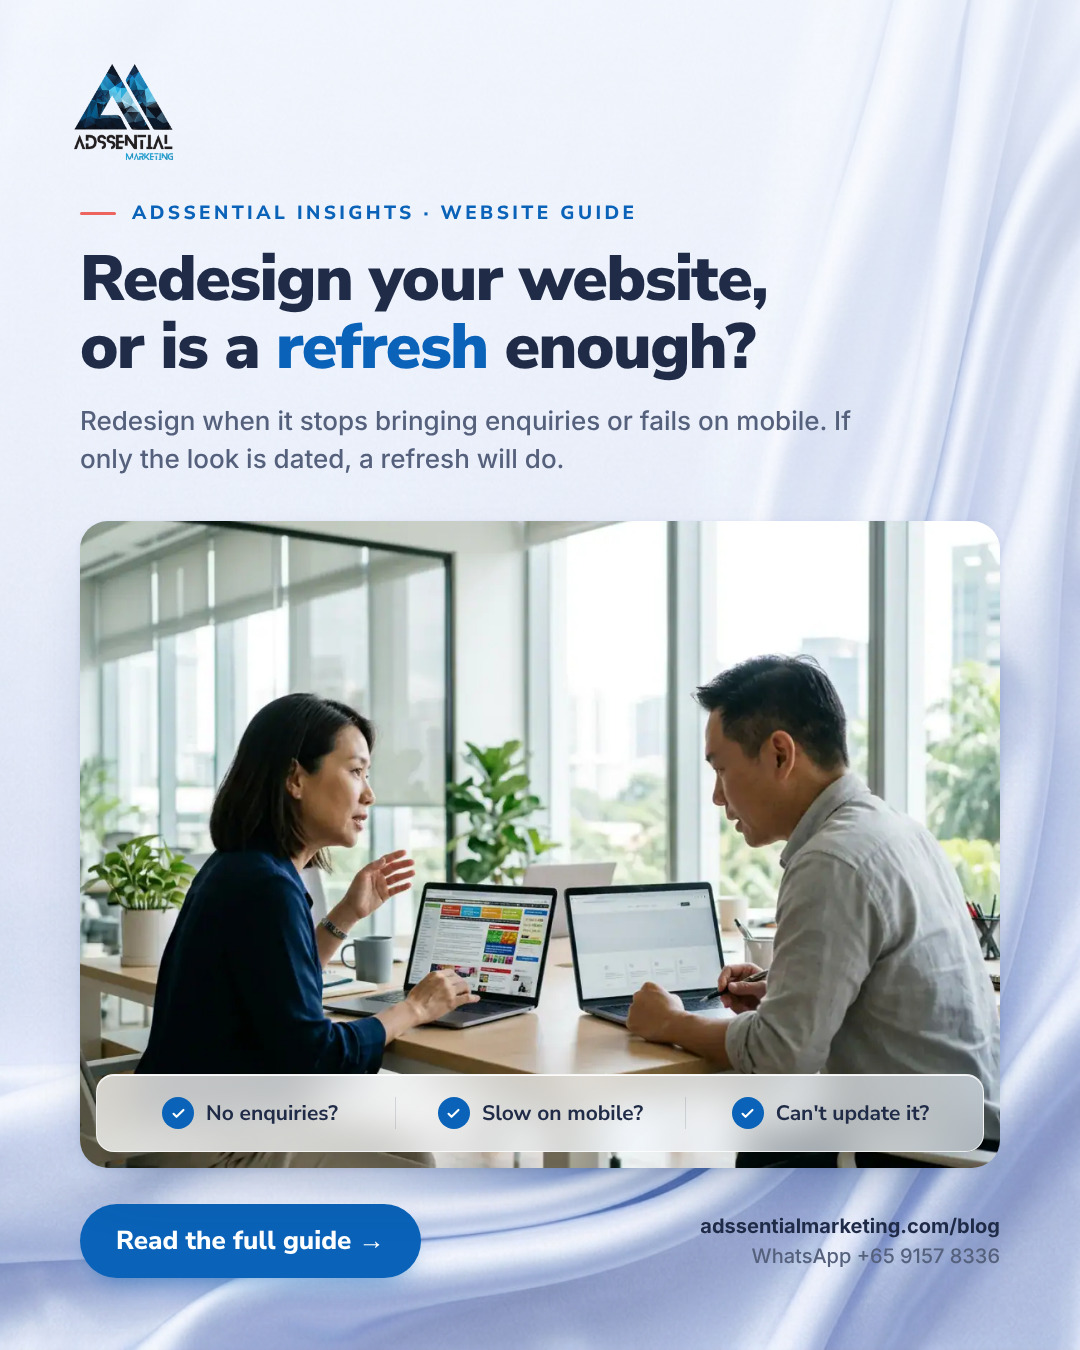 ADSSENTIAL
MARKETING
ADSSENTIAL INSIGHTS · WEBSITE GUIDE
Redesign your website,
or is a refresh enough?
Redesign when it stops bringing enquiries or fails on mobile. If
only the look is dated, a refresh will do.
No enquiries?
Slow on mobile?
Can't update it?
Read the full guide →
adssentialmarketing.com/blog
WhatsApp +65 9157 8336